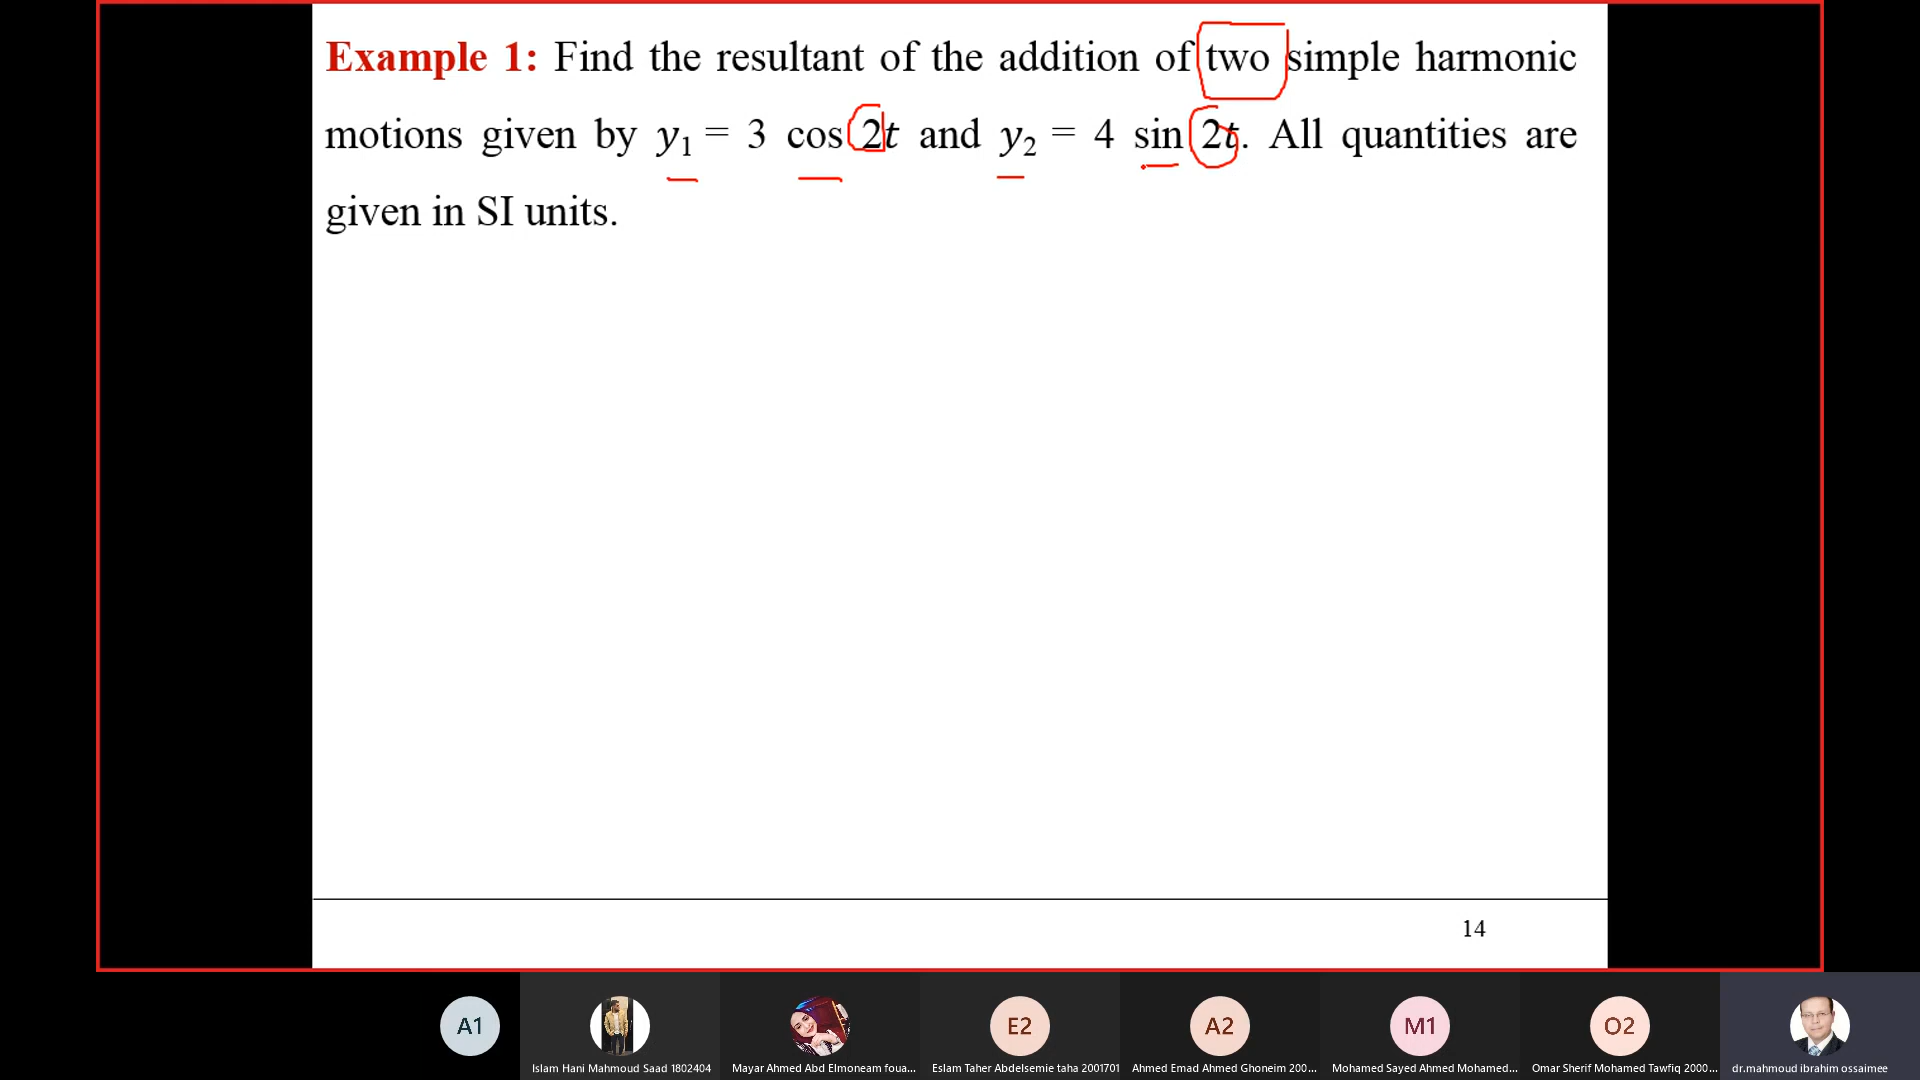 Example 1: Find the resultant of the addition of two simple harmonic
motions given by y₁ = 3 cos 2t and y₂ = 4 sin 2t. All quantities are
given in SI units.
14
A1
E2
A2
M1
O2
Islam Hani Mahmoud Saad 1802404
Mayar Ahmed Abd Elmoneam foua...
Eslam Taher Abdelsemie taha 2001701
Ahmed Emad Ahmed Ghoneim 200...
Mohamed Sayed Ahmed Mohamed...
Omar Sherif Mohamed Tawfiq 2000...
dr.mahmoud ibrahim ossaimee